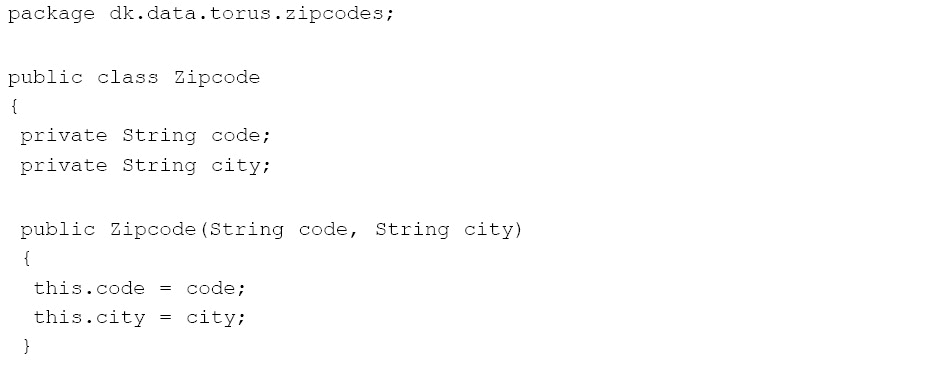 package dk.data.torus.zipcodes;
public class Zipcode
{
private String code;
private String city;
public Zipcode(String code, String city)
{
this.code = code;
this.city = city;
}